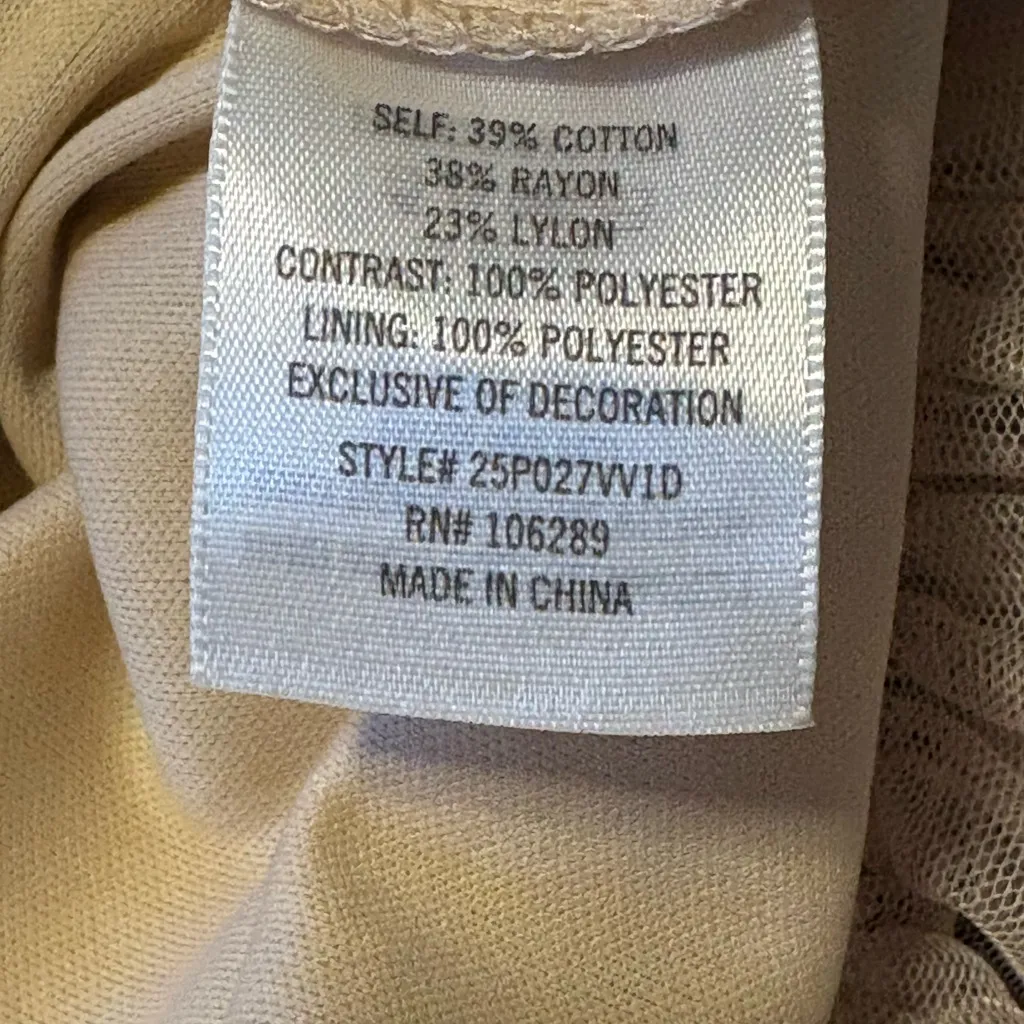 SELF: 39% COTTON
38% RAYON
23% LYLON
CONTRAST: 100% POLYESTER
LINING: 100% POLYESTER
EXCLUSIVE OF DECORATION
STYLE# 25P027VV1D
RN# 106289
MADE IN CHINA